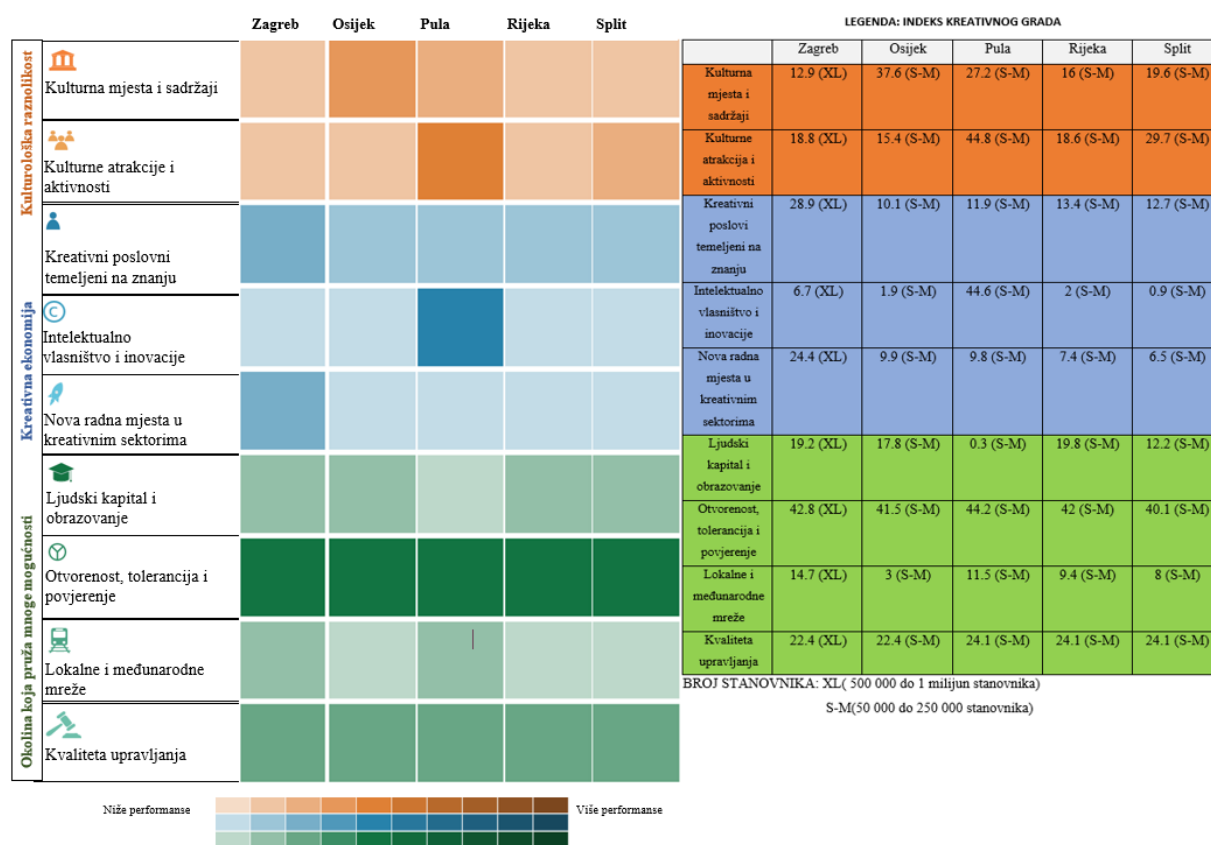 Zagreb Osijek Pula Rijeka Split
Kulturološka raznolikost
Kulturna mjesta i sadržaji
Kulturne atrakcije i
aktivnosti
Kreativna ekonomija
Kreativni poslovni
temeljeni na znanju
Intelektualno
vlasništvo i inovacije
Nova radna mjesta u
kreativnim sektorima
Okolina koja pruža mnoge mogućnosti
Ljudski kapital i
obrazovanje
Otvorenost, tolerancija i
povjerenje
Lokalne i međunarodne
mreže
Kvaliteta upravljanja
Niže performanse
Više performanse
LEGENDA: INDEKS KREATIVNOG GRADA
Zagreb Osijek Pula Rijeka Split
Kulturna 12.9 (XL) 37.6 (S-M) 27.2 (S-M) 16 (S-M) 19.6 (S-M)
mjesta i
sadržaji
Kulturne 18.8 (XL) 15.4 (S-M) 44.8 (S-M) 18.6 (S-M) 29.7 (S-M)
atrakcija i
aktivnosti
Kreativni 28.9 (XL) 10.1 (S-M) 11.9 (S-M) 13.4 (S-M) 12.7 (S-M)
poslovi
temeljeni na
znanju
Intelektualno 6.7 (XL) 1.9 (S-M) 44.6 (S-M) 2 (S-M) 0.9 (S-M)
vlasništvo i
inovacije
Nova radna 24.4 (XL) 9.9 (S-M) 9.8 (S-M) 7.4 (S-M) 6.5 (S-M)
mjesta u
kreativnim
sektorima
Ljudski 19.2 (XL) 17.8 (S-M) 0.3 (S-M) 19.8 (S-M) 12.2 (S-M)
kapital i
obrazovanje
Otvorenost, 42.8 (XL) 41.5 (S-M) 44.2 (S-M) 42 (S-M) 40.1 (S-M)
tolerancija i
povjerenje
Lokalne i 14.7 (XL) 3 (S-M) 11.5 (S-M) 9.4 (S-M) 8 (S-M)
međunarodne
mreže
Kvaliteta 22.4 (XL) 22.4 (S-M) 24.1 (S-M) 24.1 (S-M) 24.1 (S-M)
upravljanja
BROJ STANOVNIKA: XL( 500 000 do 1 milijun stanovnika)
S-M(50 000 do 250 000 stanovnika)